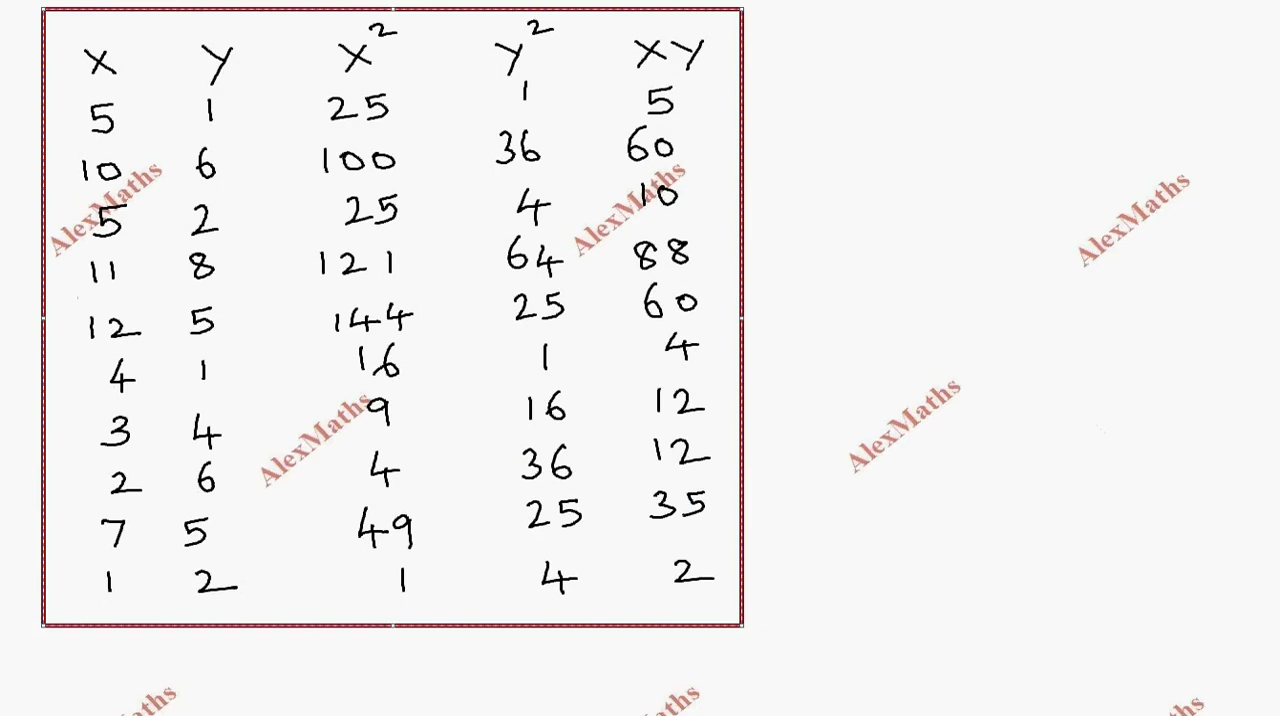 X Y X² Y² XY
5 1 25 1 5
10 6 100 36 60
5 2 25 4 10
11 8 121 64 88
12 5 144 25 60
4 1 16 1 4
3 4 9 16 12
2 6 4 36 12
7 5 49 25 35
1 2 1 4 2
AlexMaths
AlexMaths
AlexMaths
AlexMaths
AlexMaths
Maths
Maths
ths